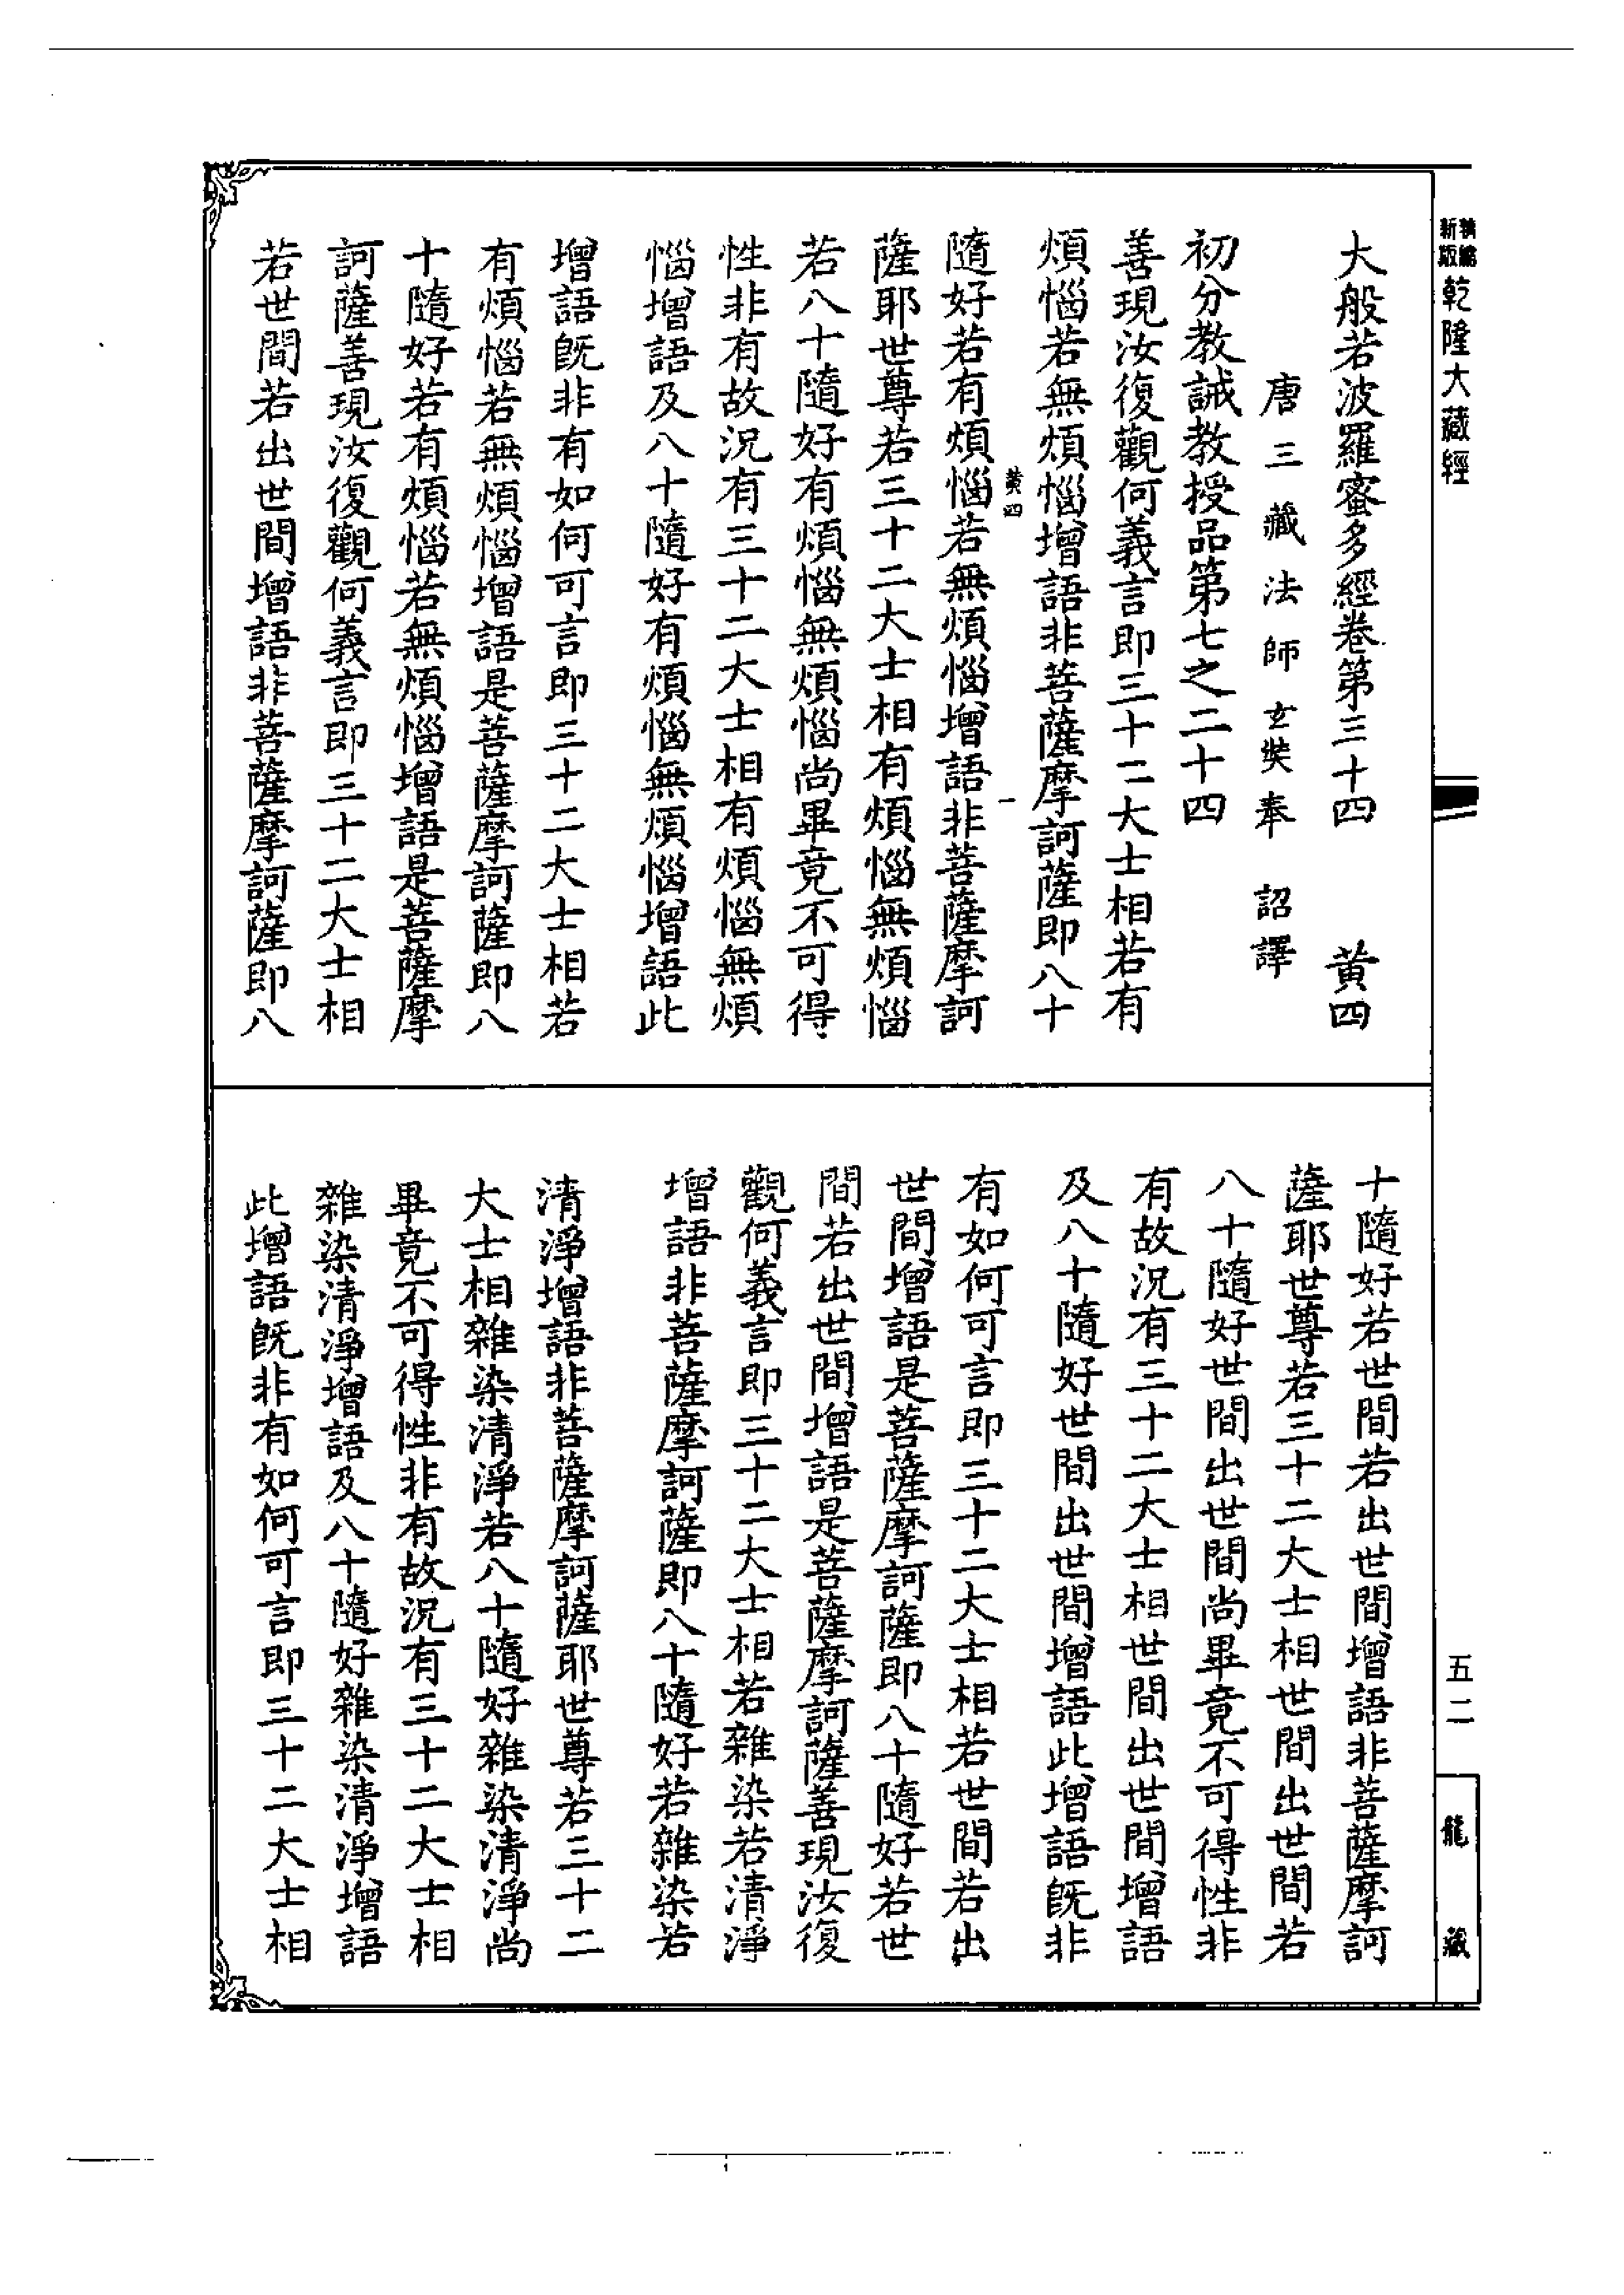 新版
精編
乾隆大藏經
大般若波羅蜜多經卷第三十四 黃四
唐三藏法師玄奘奉 詔譯
初分教誡教授品第七之二十四
善現汝復觀何義言即三十二大士相若有
煩惱若無煩惱增語非菩薩摩訶薩即八十
黃四 一
隨好若有煩惱若無煩惱增語非菩薩摩訶
薩耶世尊若三十二大士相有煩惱無煩惱
若八十隨好有煩惱無煩惱尚畢竟不可得
性非有故況有三十二大士相有煩惱無煩
惱增語及八十隨好有煩惱無煩惱增語此
增語旣非有如何可言即三十二大士相若
有煩惱若無煩惱增語是菩薩摩訶薩即八
十隨好若有煩惱若無煩惱增語是菩薩摩
訶薩善現汝復觀何義言即三十二大士相
若世間若出世間增語非菩薩摩訶薩即八
十隨好若世間若出世間增語非菩薩摩訶
薩耶世尊若三十二大士相世間出世間若
八十隨好世間出世間尚畢竟不可得性非
有故況有三十二大士相世間出世間增語
及八十隨好世間出世間增語此增語旣非
有如何可言即三十二大士相若世間若出
世間增語是菩薩摩訶薩即八十隨好若世
間若出世間增語是菩薩摩訶薩善現汝復
觀何義言即三十二大士相若雜染若清淨
增語非菩薩摩訶薩即八十隨好若雜染若
清淨增語非菩薩摩訶薩耶世尊若三十二
大士相雜染清淨若八十隨好雜染清淨尚
畢竟不可得性非有故況有三十二大士相
雜染清淨增語及八十隨好雜染清淨增語
此增語旣非有如何可言即三十二大士相
五二
龍藏